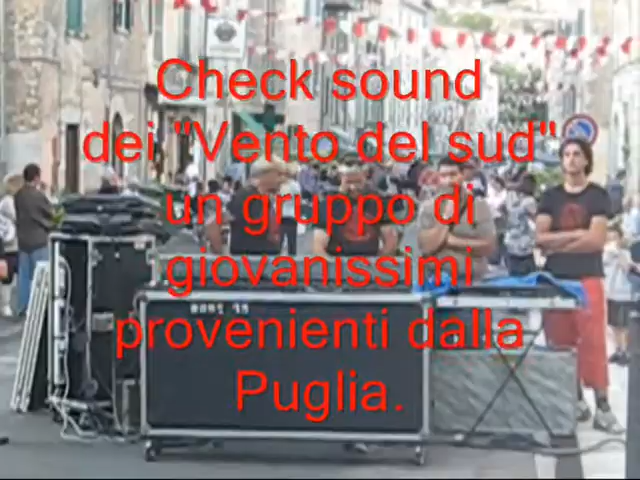 Check sound
dei "Vento del sud"
un gruppo di
giovanissimi
provenienti dalla
Puglia.